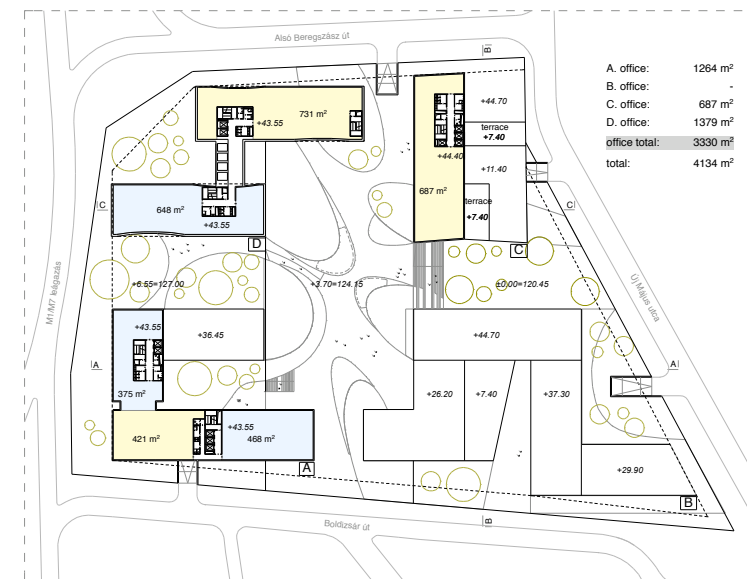 Alsó Beregszász út
B
A. office: 1264 m²
B. office: -
C. office: 687 m²
D. office: 1379 m²
office total: 3330 m²
total: 4134 m²
731 m²
+43.55
+44.70
terrace
+7.40
+44.40
+11.40
687 m²
terrace
+7.40
648 m²
+43.55
C
C
D
C
M1/M7 leágazás
+6.55=127.00
+3.70=124.15
±0.00=120.45
Új Május utca
+43.55
+36.45
+44.70
A
A
375 m²
+26.20
+7.40
+37.30
+43.55
421 m²
468 m²
A
+29.90
B
Boldizsár út
B